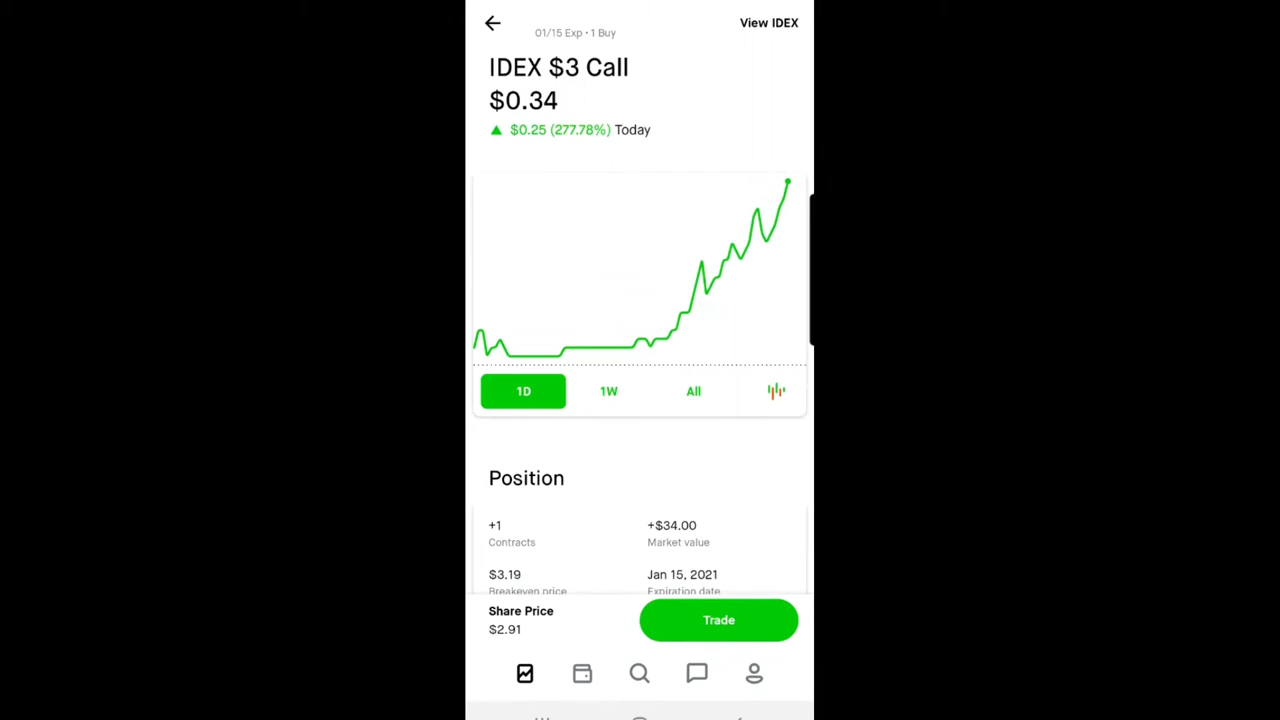 View IDEX
01/15 Exp • 1 Buy
IDEX $3 Call
$0.34
$0.25 (277.78%) Today
1D 1W All
Position
+1 +$34.00
Contracts Market value
$3.19 Jan 15, 2021
Breakeven price Expiration date
Share Price
$2.91
Trade